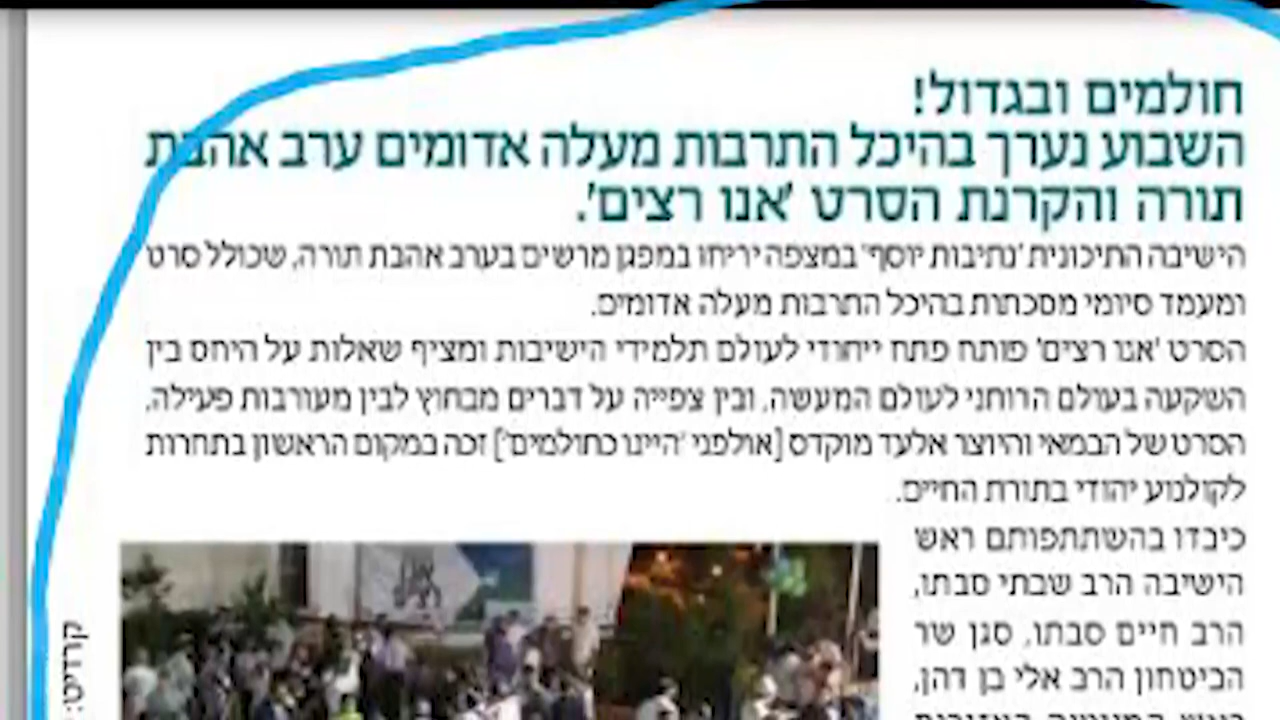 חולמים ובגדול!
השבוע נערך בהיכל התרבות מעלה אדומים ערב אהבת
תורה והקרנת הסרט 'אנו רצים'.
הישיבה התיכונית 'נתיבות יוסף' במצפה יריחו במפגן מרשים בערב אהבת תורה, שכולל סרט
ומעמד סיומי מסכתות בהיכל התרבות מעלה אדומים.
הסרט 'אנו רצים' פותח פתח ייחודי לעולם תלמידי הישיבות ומציף שאלות על היחס בין
השקעה בעולם הרוחני לעולם המעשה, ובין צפייה על דברים מבחוץ לבין מעורבות פעילה.
הסרט של הבמאי והיוצר אלעד מוקדס [אולפני 'היינו כחולמים'] זכה במקום הראשון בתחרות
לקולנוע יהודי בתורת החיים.
כיבדו בהשתתפותם ראש
הישיבה הרב שבתי סבתו,
הרב חיים סבתו, סגן שר
הביטחון הרב אלי בן דהן,
קרדיט: